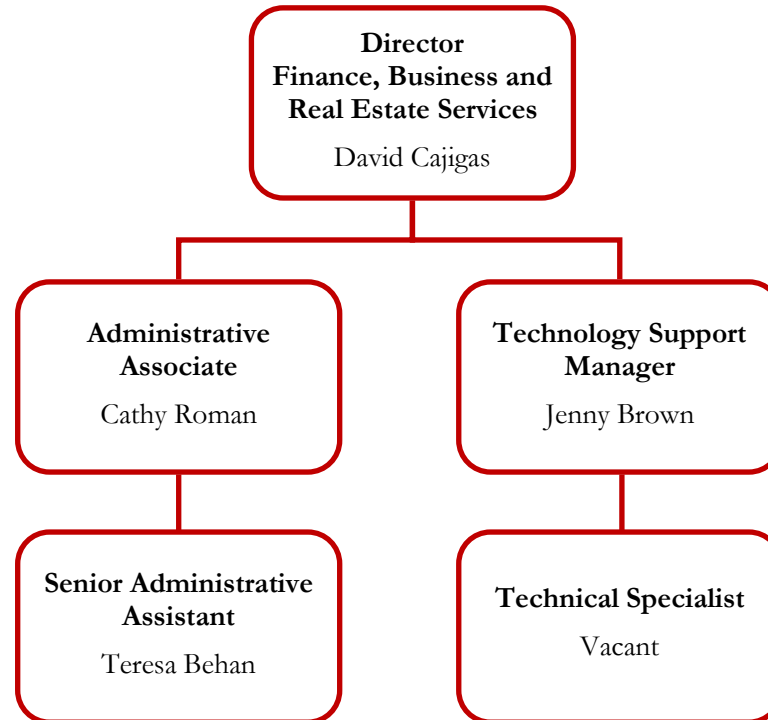 Director
Finance, Business and
Real Estate Services
David Cajigas
Administrative
Associate
Cathy Roman
Technology Support
Manager
Jenny Brown
Senior Administrative
Assistant
Teresa Behan
Technical Specialist
Vacant